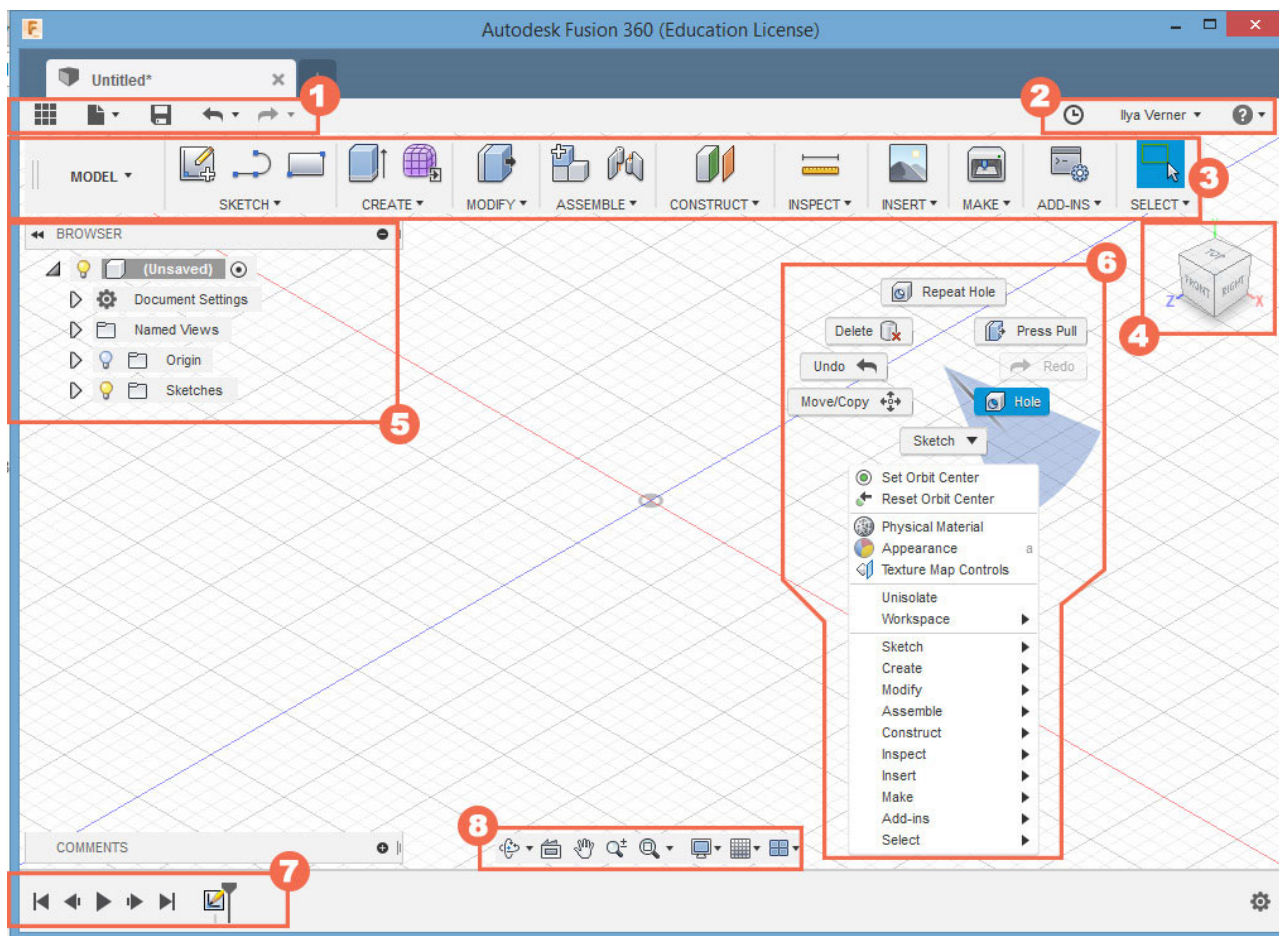 Autodesk Fusion 360 (Education License)
Untitled*
1
2
Ilya Verner
MODEL
SKETCH
CREATE
MODIFY
ASSEMBLE
CONSTRUCT
INSPECT
INSERT
MAKE
ADD-INS
SELECT
3
BROWSER
(Unsaved)
Document Settings
Named Views
Origin
Sketches
5
Y
TOP
FRONT
RIGHT
Z
X
4
6
Repeat Hole
Delete
Press Pull
Undo
Redo
Move/Copy
Hole
Sketch
Set Orbit Center
Reset Orbit Center
Physical Material
Appearance a
Texture Map Controls
Unisolate
Workspace
Sketch
Create
Modify
Assemble
Construct
Inspect
Insert
Make
Add-ins
Select
8
COMMENTS
7